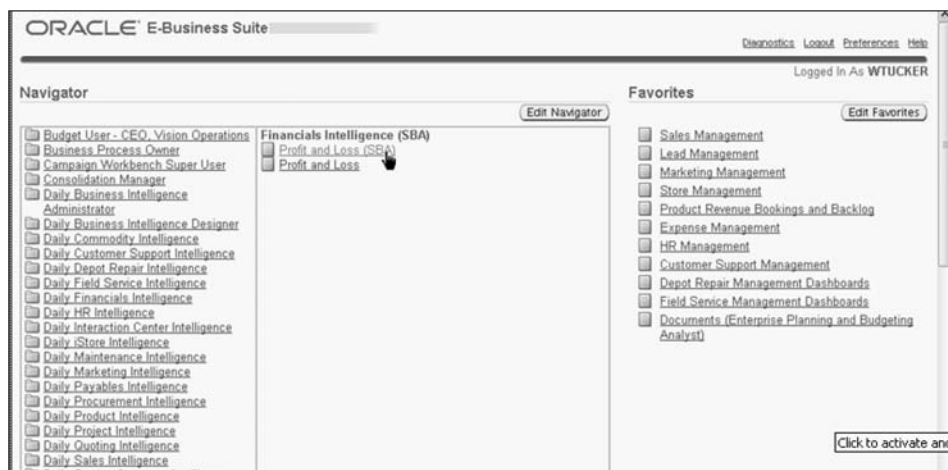 ORACLE E-Business Suite
Diagnostics Logout Preferences Help
Logged In As WTUCKER
Navigator
Edit Navigator
Budget User - CEO, Vision Operations
Business Process Owner
Campaign Workbench Super User
Consolidation Manager
Daily Business Intelligence
Administrator
Daily Business Intelligence Designer
Daily Commodity Intelligence
Daily Customer Support Intelligence
Daily Depot Repair Intelligence
Daily Field Service Intelligence
Daily Financials Intelligence
Daily HR Intelligence
Daily Interaction Center Intelligence
Daily iStore Intelligence
Daily Maintenance Intelligence
Daily Marketing Intelligence
Daily Payables Intelligence
Daily Procurement Intelligence
Daily Product Intelligence
Daily Project Intelligence
Daily Quoting Intelligence
Daily Sales Intelligence
Financials Intelligence (SBA)
Profit and Loss (SBA)
Profit and Loss
Favorites
Edit Favorites
Sales Management
Lead Management
Marketing Management
Store Management
Product Revenue Bookings and Backlog
Expense Management
HR Management
Customer Support Management
Depot Repair Management Dashboards
Field Service Management Dashboards
Documents (Enterprise Planning and Budgeting
Analyst)
Click to activate and